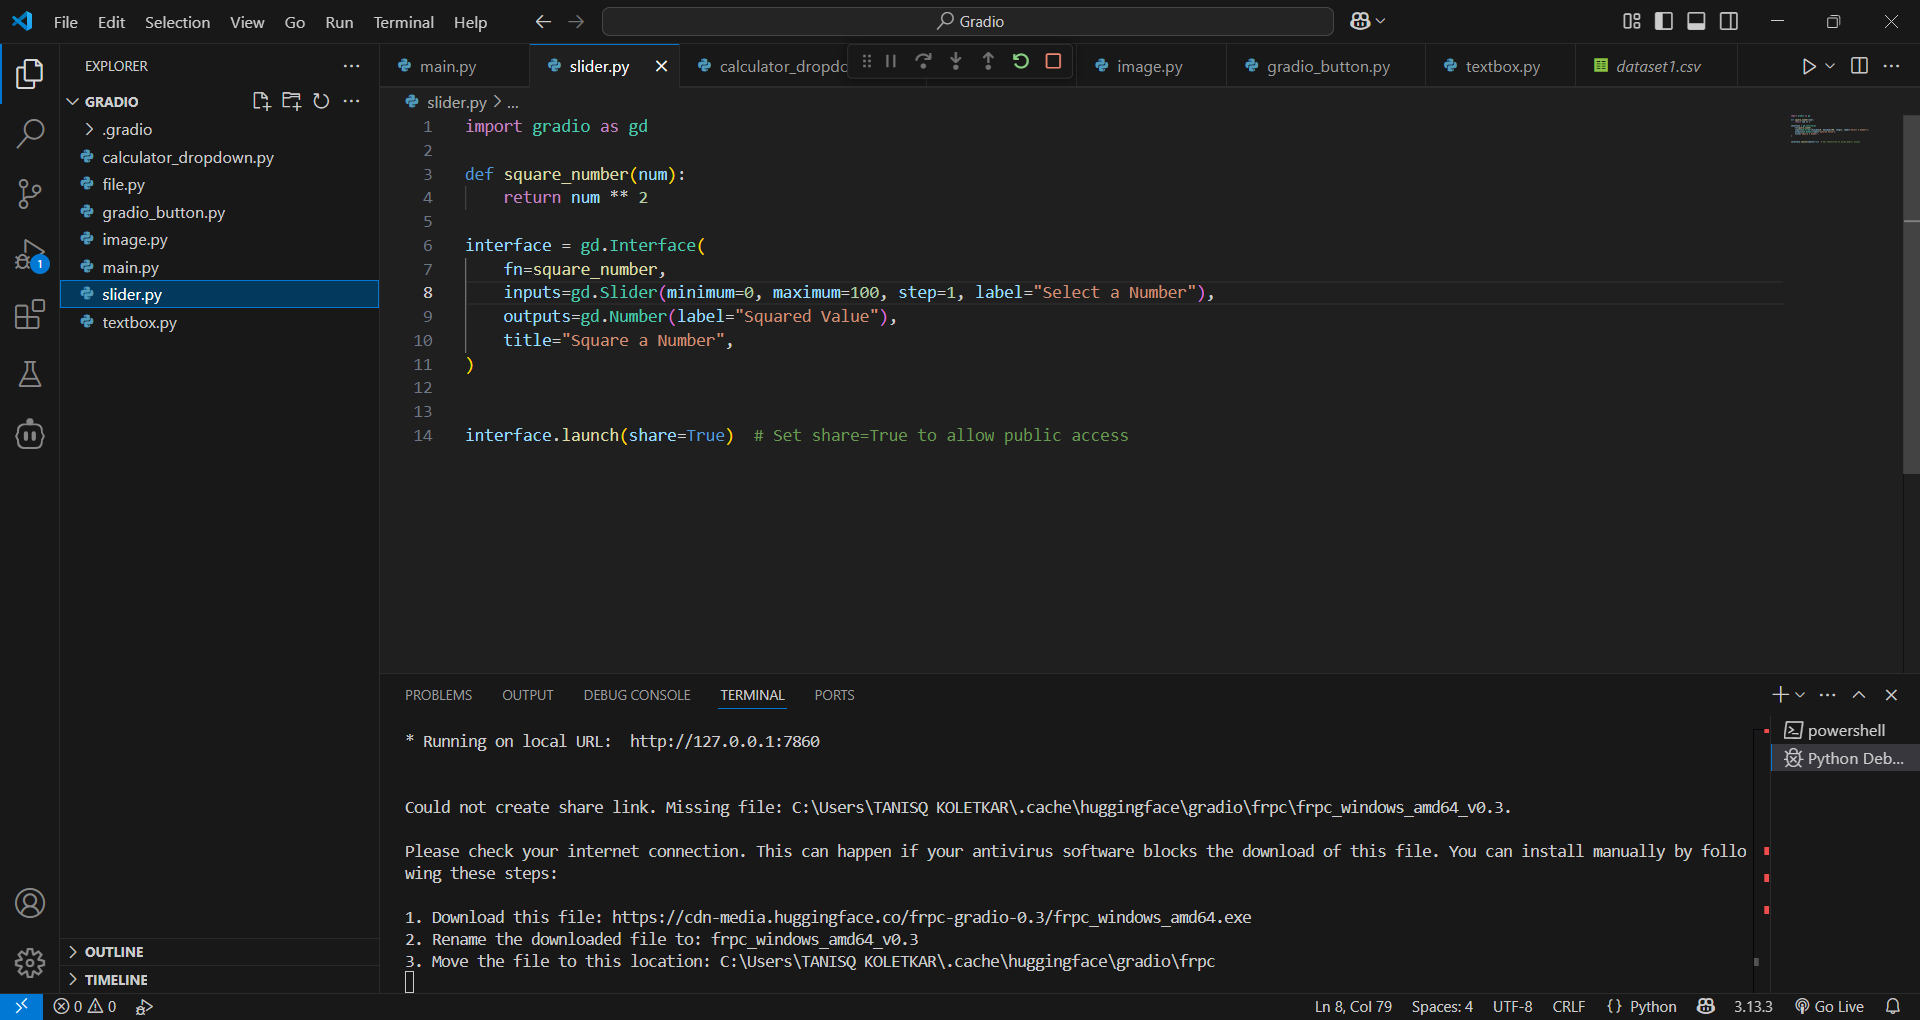 File Edit Selection View Go Run Terminal Help
Gradio
EXPLORER
GRADIO
.gradio
calculator_dropdown.py
file.py
gradio_button.py
image.py
main.py
slider.py
textbox.py
OUTLINE
TIMELINE
1
main.py slider.py calculator_dropdo image.py gradio_button.py textbox.py dataset1.csv
slider.py > ...
1 import gradio as gd
2
3 def square_number(num):
4 return num ** 2
5
6 interface = gd.Interface(
7 fn=square_number,
8 inputs=gd.Slider(minimum=0, maximum=100, step=1, label="Select a Number"),
9 outputs=gd.Number(label="Squared Value"),
10 title="Square a Number",
11 )
12
13
14 interface.launch(share=True)  # Set share=True to allow public access
PROBLEMS OUTPUT DEBUG CONSOLE TERMINAL PORTS
* Running on local URL:  http://127.0.0.1:7860
Could not create share link. Missing file: C:\Users\TANISQ KOLETKAR\.cache\huggingface\gradio\frpc\frpc_windows_amd64_v0.3.
Please check your internet connection. This can happen if your antivirus software blocks the download of this file. You can install manually by follo
wing these steps:
1. Download this file: https://cdn-media.huggingface.co/frpc-gradio-0.3/frpc_windows_amd64.exe
2. Rename the downloaded file to: frpc_windows_amd64_v0.3
3. Move the file to this location: C:\Users\TANISQ KOLETKAR\.cache\huggingface\gradio\frpc
powershell
Python Deb...
0 0 Ln 8, Col 79 Spaces: 4 UTF-8 CRLF {} Python 3.13.3 Go Live